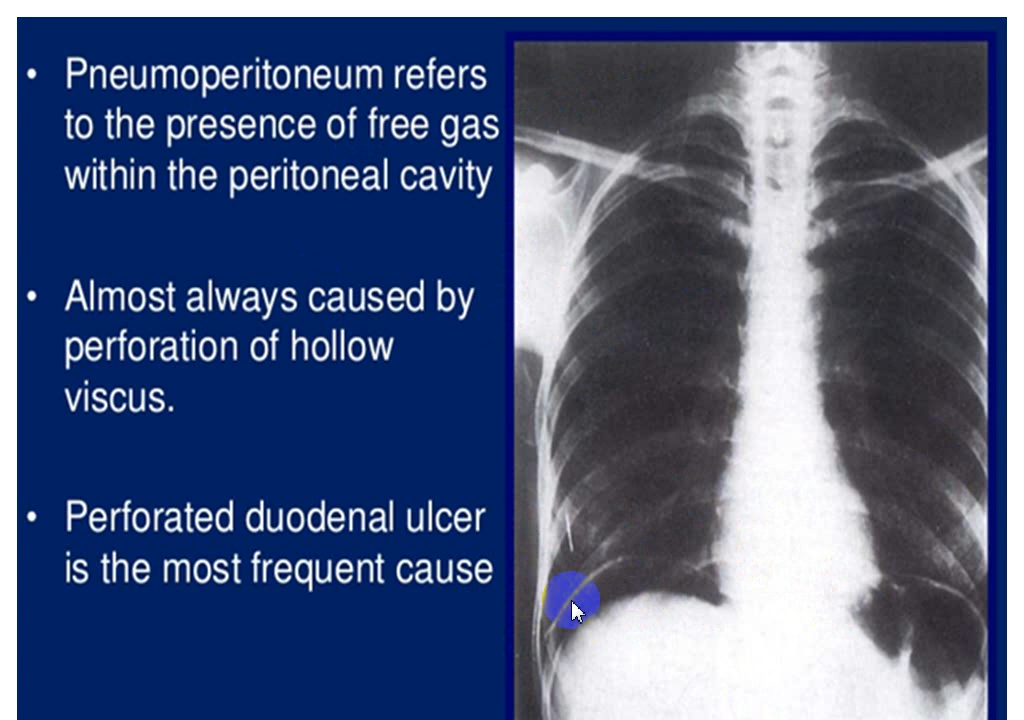 • Pneumoperitoneum refers
to the presence of free gas
within the peritoneal cavity
• Almost always caused by
perforation of hollow
viscus.
• Perforated duodenal ulcer
is the most frequent cause